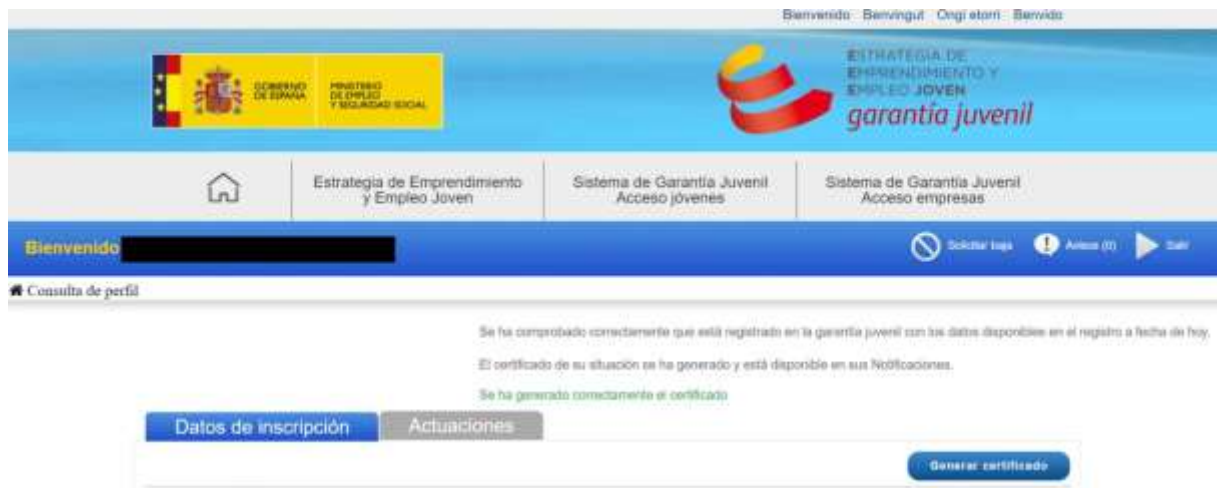 Bienvenido Benvingut Ongi etorri Benvido
GOBIERNO
DE ESPAÑA
MINISTERIO
DE EMPLEO
Y SEGURIDAD SOCIAL
ESTRATEGIA DE
EMPRENDIMIENTO Y
EMPLEO JOVEN
garantía juvenil
Estrategia de Emprendimiento
y Empleo Joven
Sistema de Garantía Juvenil
Acceso jóvenes
Sistema de Garantía Juvenil
Acceso empresas
Bienvenido
Solicitar baja
Avisos (0)
Salir
Consulta de perfil
Se ha comprobado correctamente que está registrado en la garantía juvenil con los datos disponibles en el registro a fecha de hoy.
El certificado de su situación se ha generado y está disponible en sus Notificaciones.
Se ha generado correctamente el certificado
Datos de inscripción
Actuaciones
Generar certificado